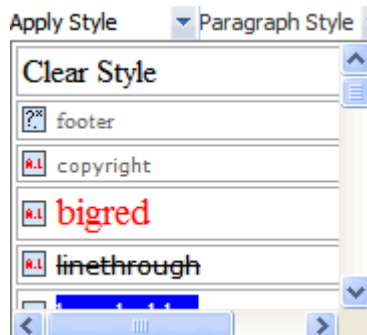 Apply Style Paragraph Style
Clear Style
footer
copyright
bigred
linethrough